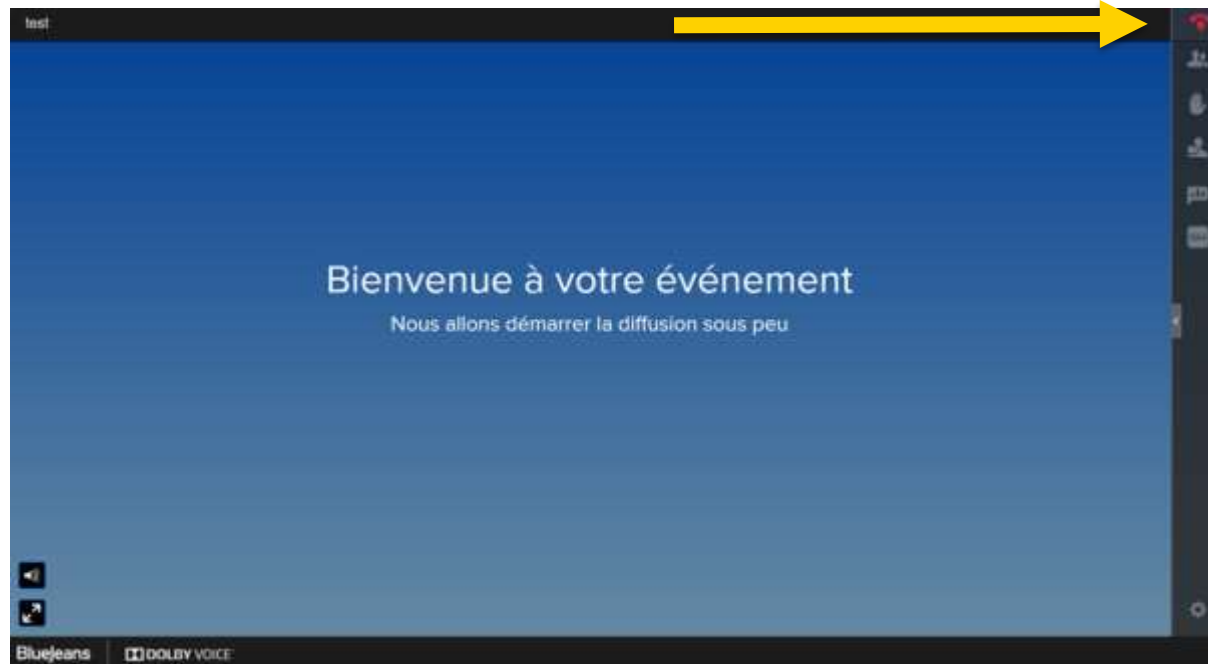 test
Bienvenue à votre événement
Nous allons démarrer la diffusion sous peu
BlueJeans DOLBY VOICE